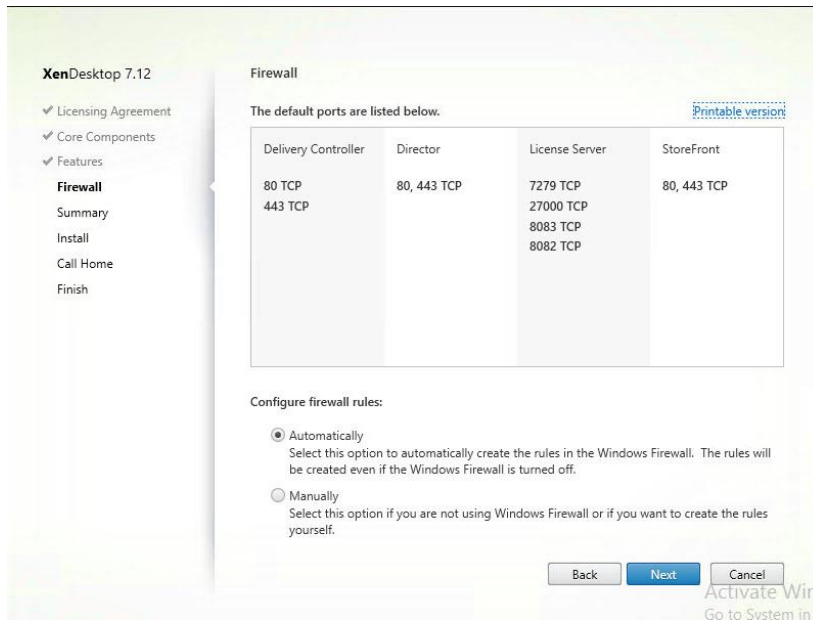 XenDesktop 7.12
Licensing Agreement
Core Components
Features
Firewall
Summary
Install
Call Home
Finish
Firewall
The default ports are listed below.
Printable version
Delivery Controller
80 TCP
443 TCP
Director
80, 443 TCP
License Server
7279 TCP
27000 TCP
8083 TCP
8082 TCP
StoreFront
80, 443 TCP
Configure firewall rules:
Automatically
Select this option to automatically create the rules in the Windows Firewall. The rules will
be created even if the Windows Firewall is turned off.
Manually
Select this option if you are not using Windows Firewall or if you want to create the rules
yourself.
Back
Next
Cancel
Activate Win
Go to System in